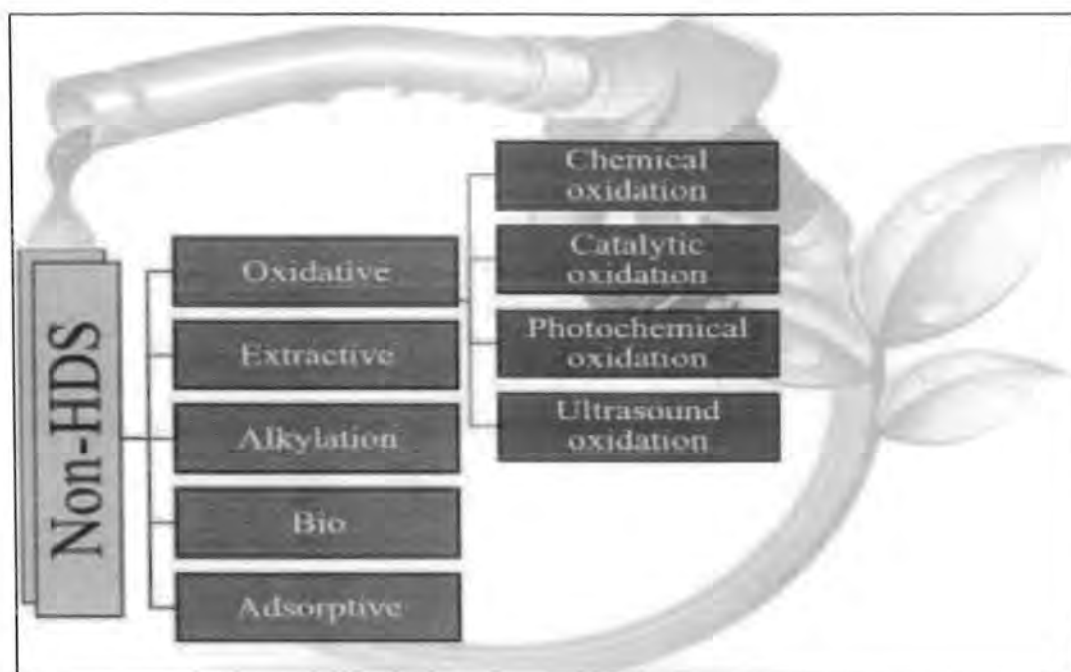 Non-HDS
Oxidative
Extractive
Alkylation
Bio
Adsorptive
Chemical
oxidation
Catalytic
oxidation
Photochemical
oxidation
Ultrasound
oxidation